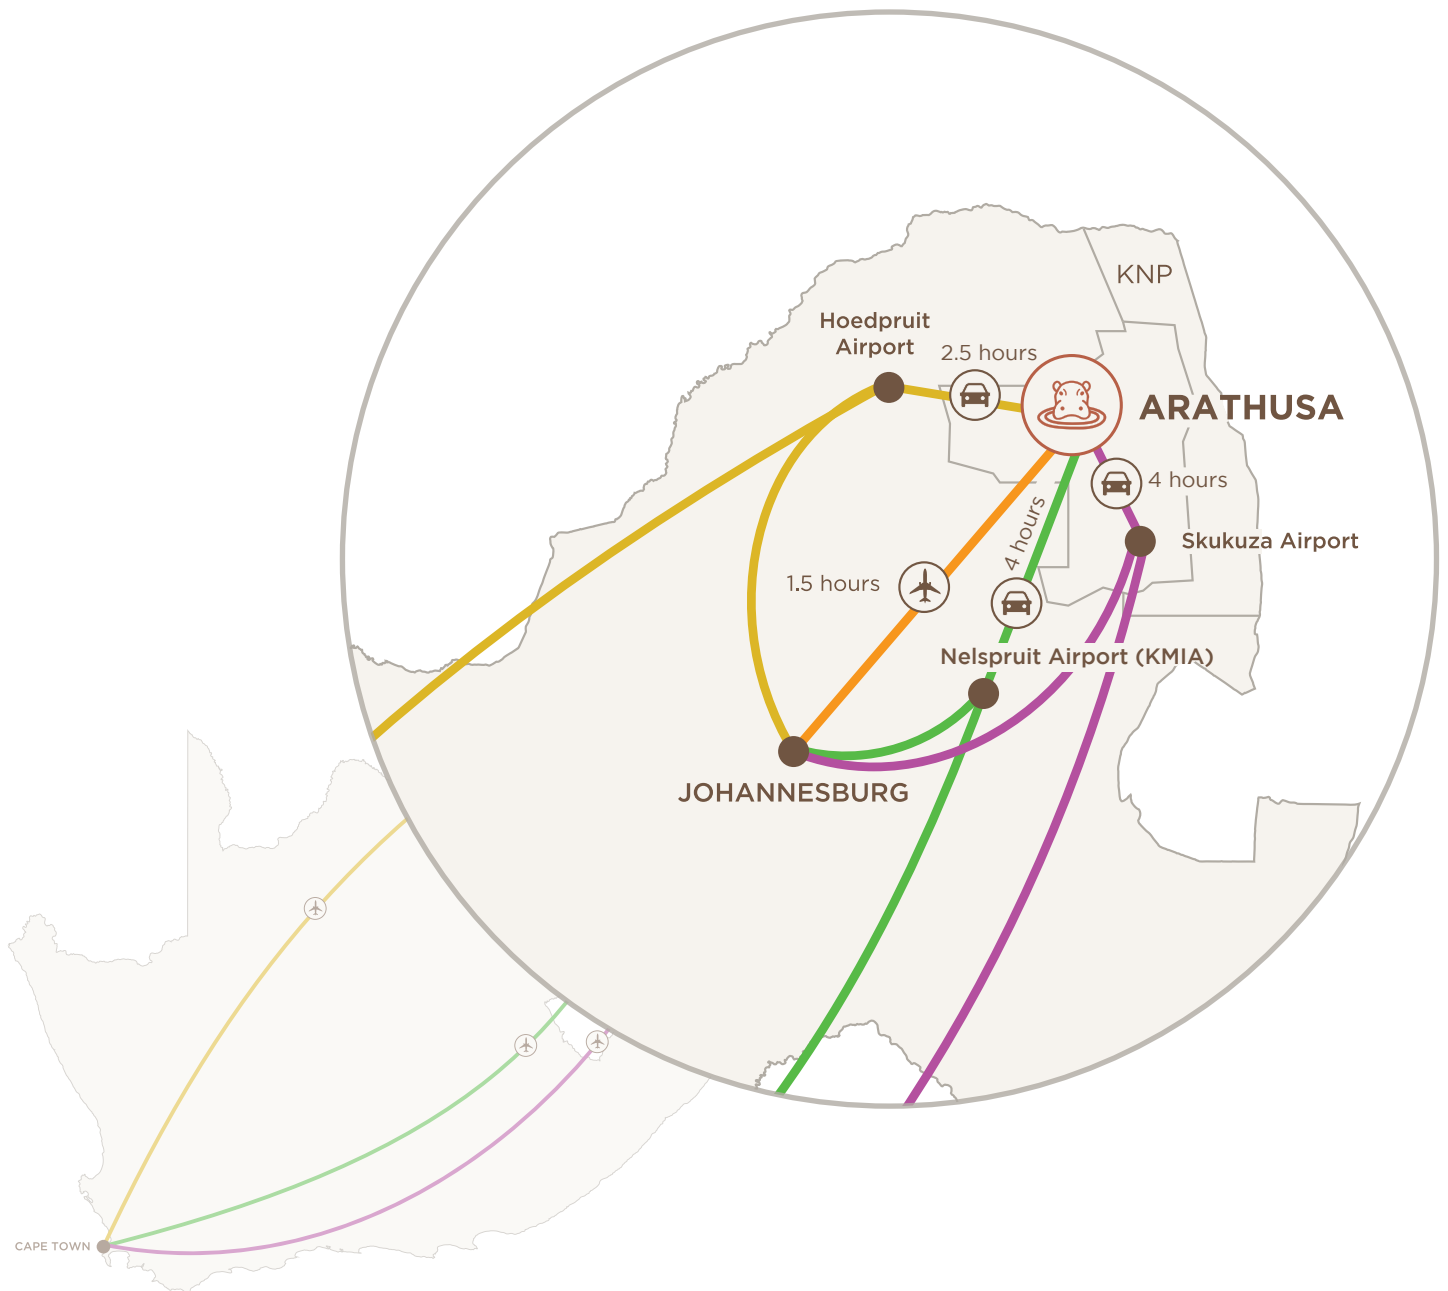 KNP
Hoedpruit
Airport
2.5 hours
ARATHUSA
4 hours
4 hours
Skukuza Airport
1.5 hours
Nelspruit Airport (KMIA)
JOHANNESBURG
CAPE TOWN